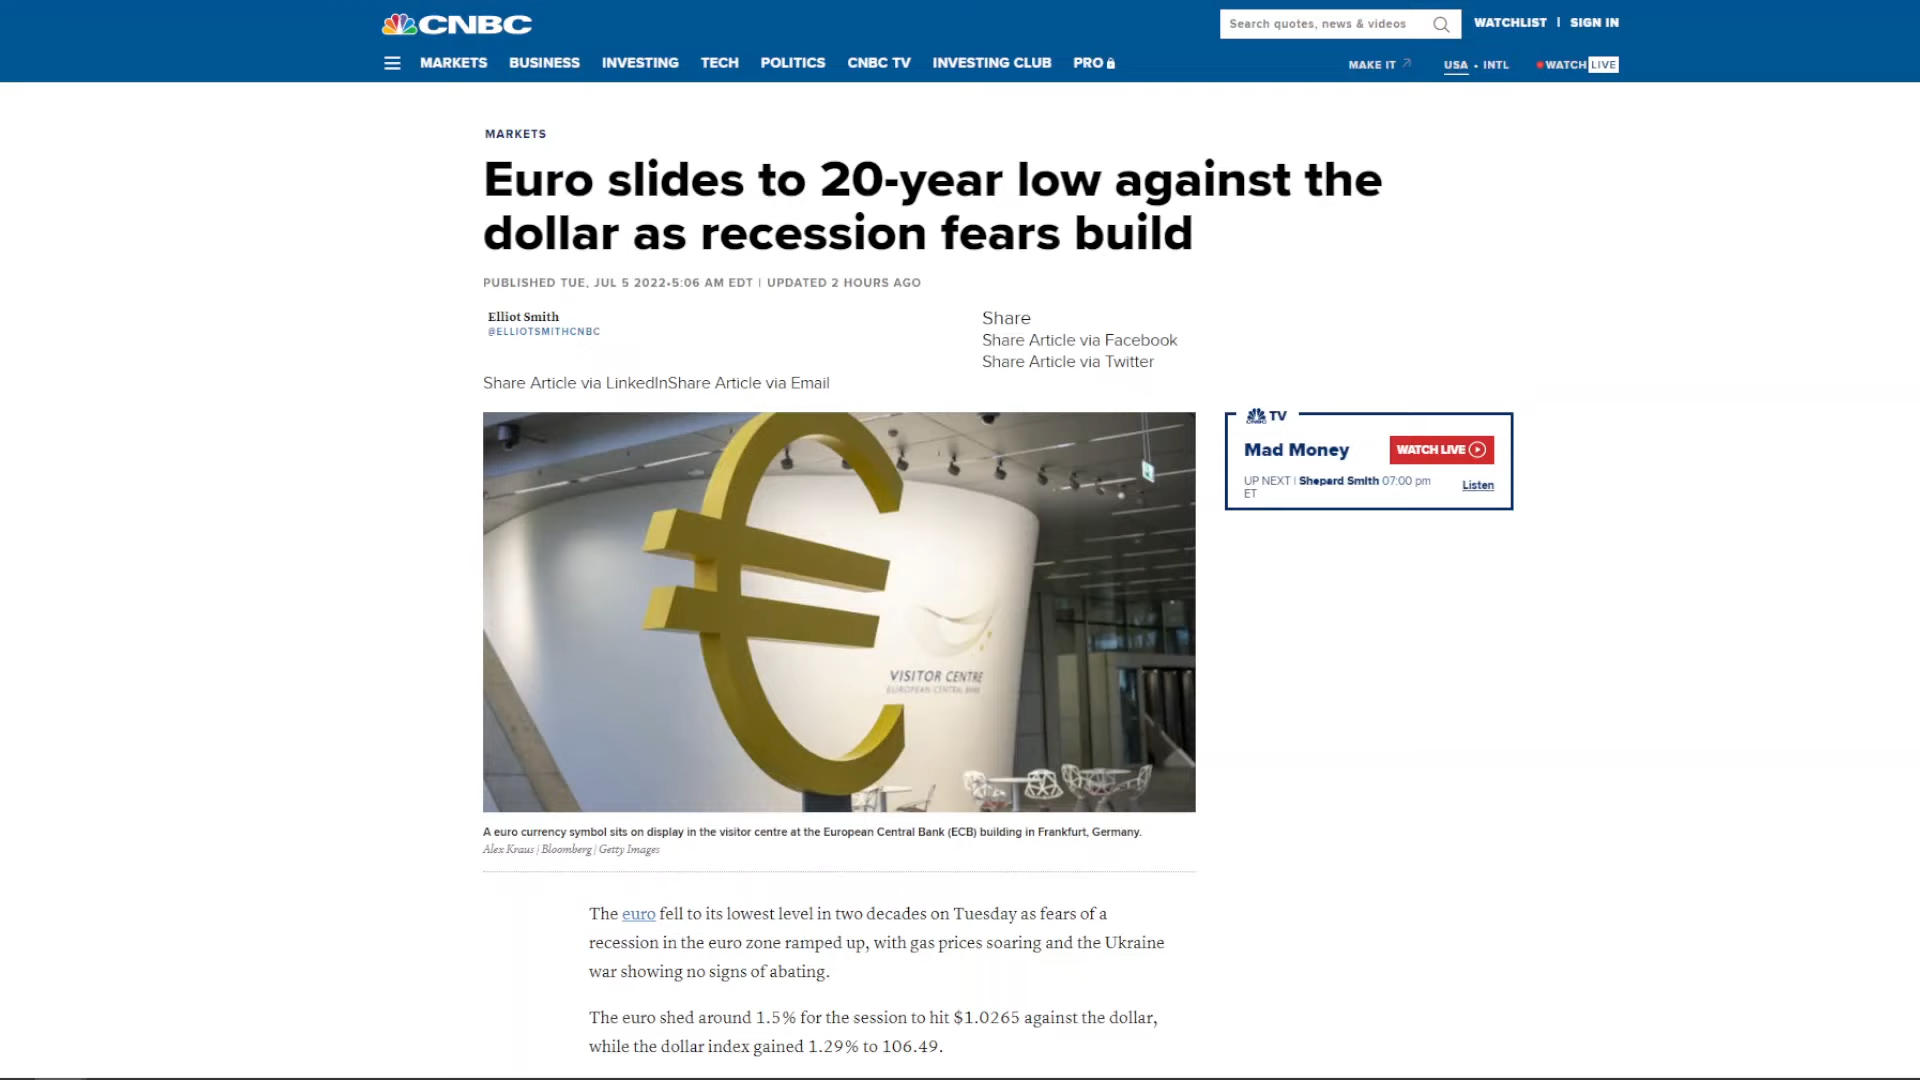 CNBC
Search quotes, news & videos
WATCHLIST | SIGN IN
MARKETS BUSINESS INVESTING TECH POLITICS CNBC TV INVESTING CLUB PRO
MAKE IT
USA • INTL
WATCH LIVE
MARKETS
Euro slides to 20-year low against the
dollar as recession fears build
PUBLISHED TUE, JUL 5 2022•5:06 AM EDT | UPDATED 2 HOURS AGO
Elliot Smith
@ELLIOTSMITHCNBC
Share
Share Article via Facebook
Share Article via Twitter
Share Article via LinkedInShare Article via Email
VISITOR CENTRE
EUROPEAN CENTRAL BANK
CNBC TV
Mad Money
WATCH LIVE
UP NEXT | Shepard Smith 07:00 pm
ET
Listen
A euro currency symbol sits on display in the visitor centre at the European Central Bank (ECB) building in Frankfurt, Germany.
Alex Kraus | Bloomberg | Getty Images
The euro fell to its lowest level in two decades on Tuesday as fears of a
recession in the euro zone ramped up, with gas prices soaring and the Ukraine
war showing no signs of abating.
The euro shed around 1.5% for the session to hit $1.0265 against the dollar,
while the dollar index gained 1.29% to 106.49.